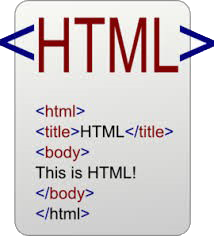 <HTML>
<html>
<title>HTML</title>
<body>
This is HTML!
</body>
</html>